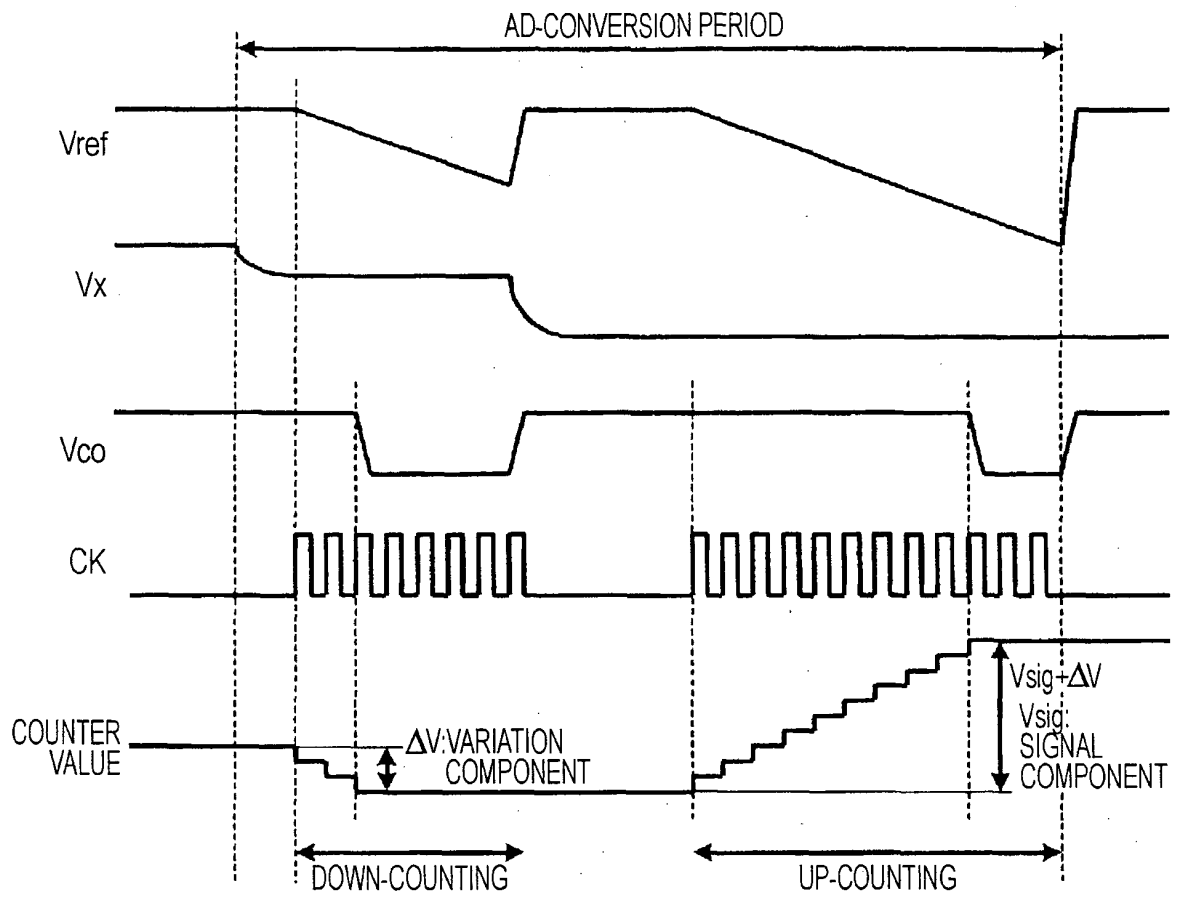 AD-CONVERSION PERIOD
Vref
Vx
Vco
CK
COUNTER
VALUE
ΔV:VARIATION
COMPONENT
Vsig+ΔV
Vsig:
SIGNAL
COMPONENT
DOWN-COUNTING
UP-COUNTING